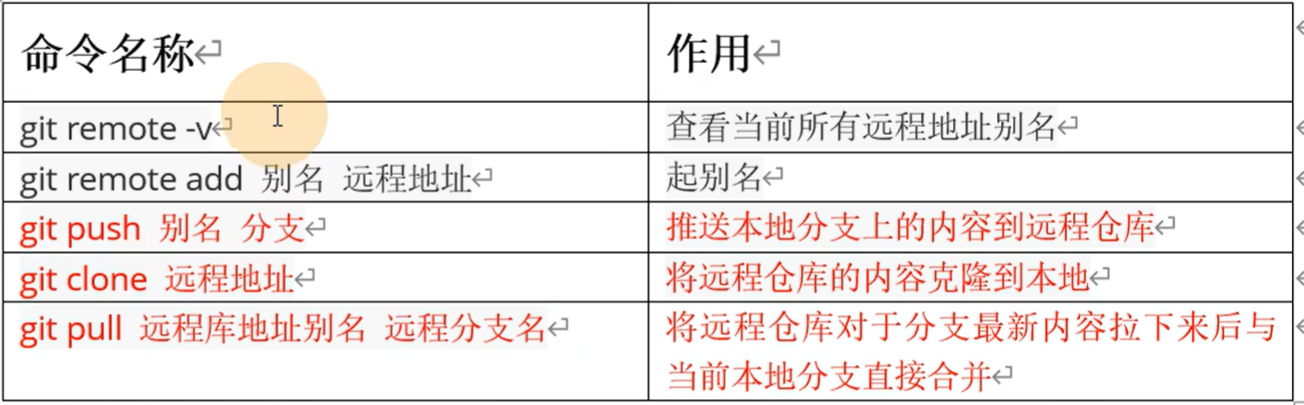 命令名称
作用
git remote -v
查看当前所有远程地址别名
git remote add 别名 远程地址
起别名
git push 别名 分支
推送本地分支上的内容到远程仓库
git clone 远程地址
将远程仓库的内容克隆到本地
git pull 远程库地址别名 远程分支名
将远程仓库对于分支最新内容拉下来后与
当前本地分支直接合并